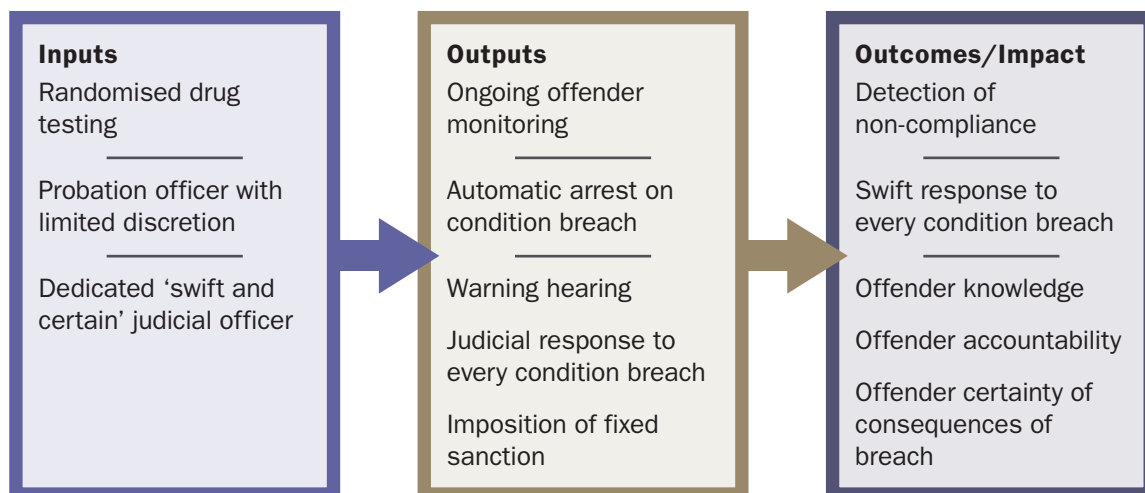 Inputs
Randomised drug
testing
Probation officer with
limited discretion
Dedicated ‘swift and
certain’ judicial officer
Outputs
Ongoing offender
monitoring
Automatic arrest on
condition breach
Warning hearing
Judicial response to
every condition breach
Imposition of fixed
sanction
Outcomes/Impact
Detection of
non-compliance
Swift response to
every condition breach
Offender knowledge
Offender accountability
Offender certainty of
consequences of
breach